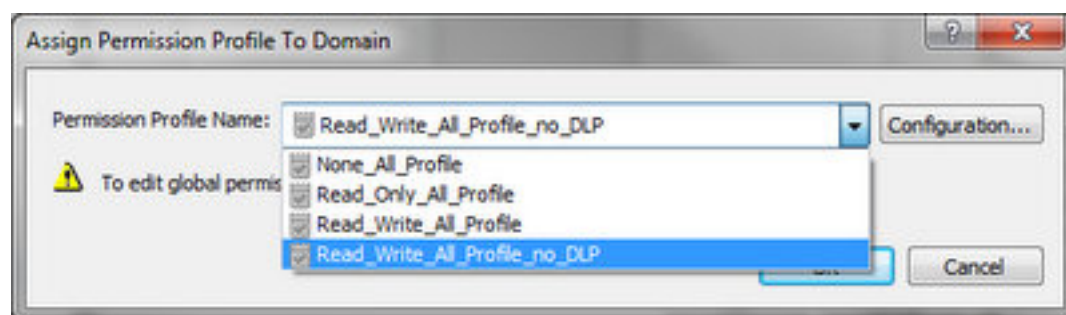 Assign Permission Profile To Domain
Permission Profile Name: Read_Write_All_Profile_no_DLP Configuration...
None_All_Profile
To edit global permis
Read_Only_All_Profile
Read_Write_All_Profile
Read_Write_All_Profile_no_DLP
Cancel